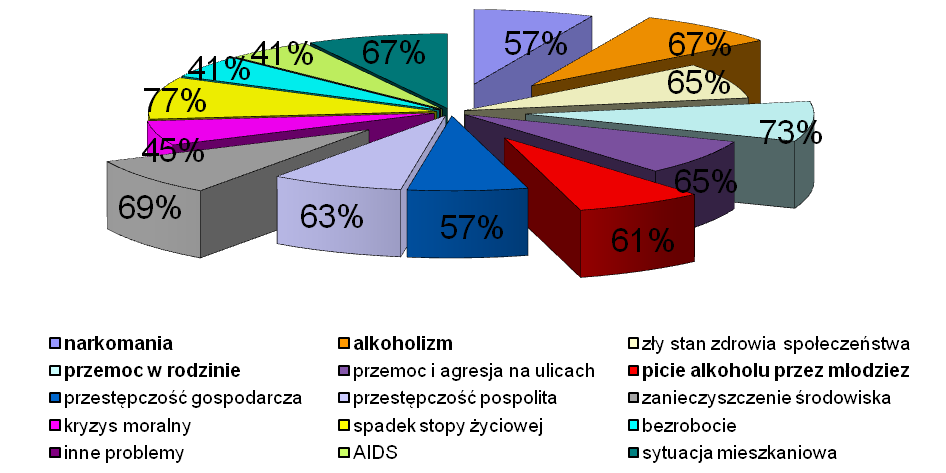 57%
67%
65%
73%
65%
61%
57%
63%
69%
45%
77%
41%
41%
67%
narkomania alkoholizm zły stan zdrowia społeczeństwa
przemoc w rodzinie przemoc i agresja na ulicach picie alkoholu przez młodziez
przestępczość gospodarcza przestępczość pospolita zanieczyszczenie środowiska
kryzys moralny spadek stopy życiowej bezrobocie
inne problemy AIDS sytuacja mieszkaniowa